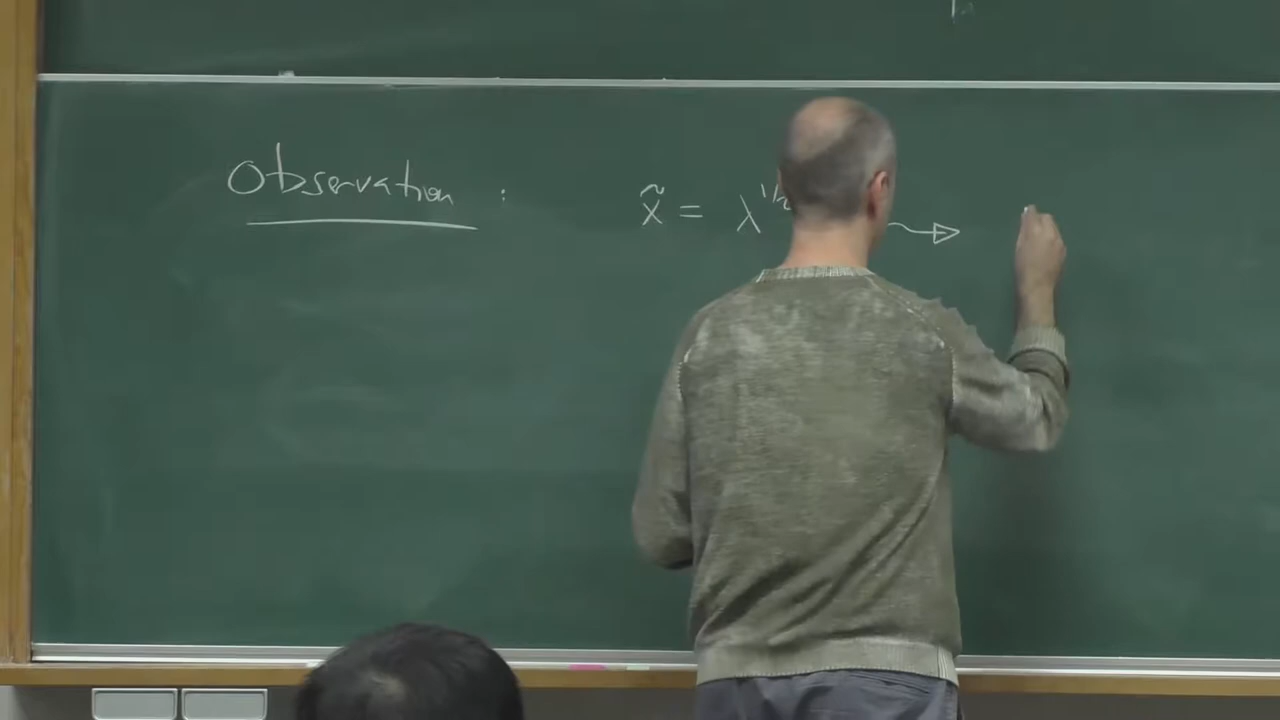 Observation : x̃ = λ^{1/2} ⇝